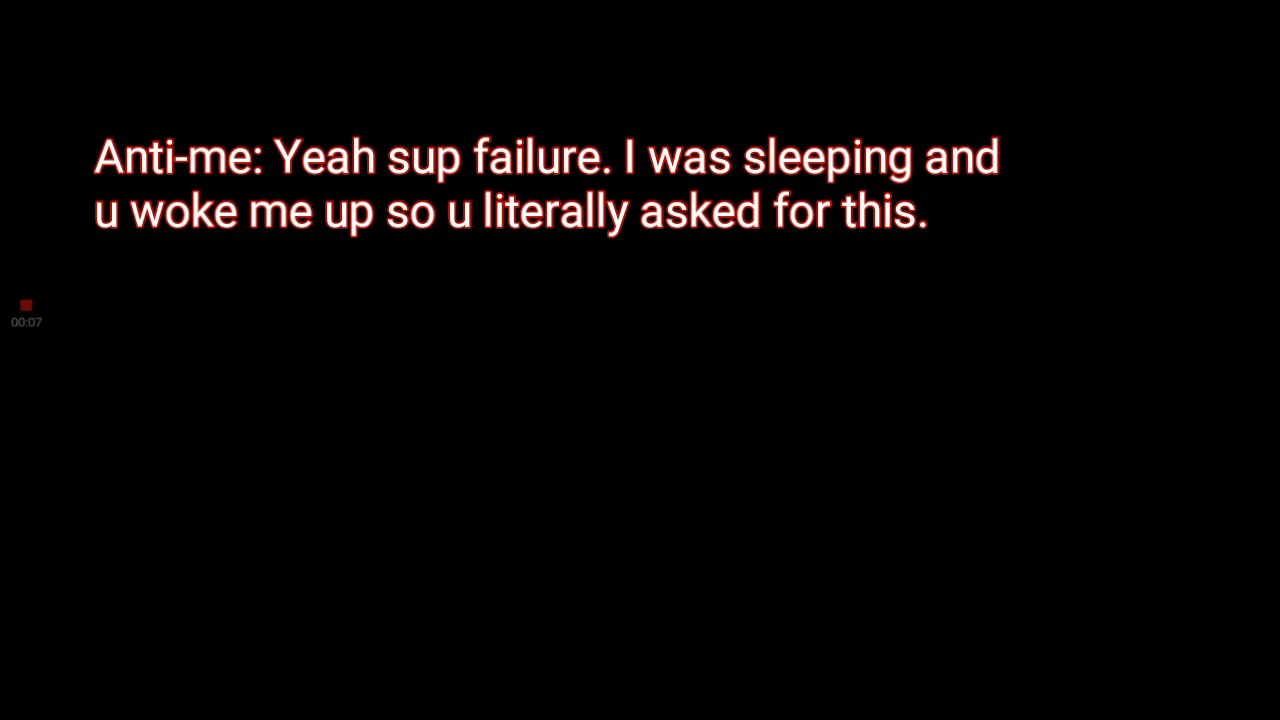 Anti-me: Yeah sup failure. I was sleeping and
u woke me up so u literally asked for this.
00:07